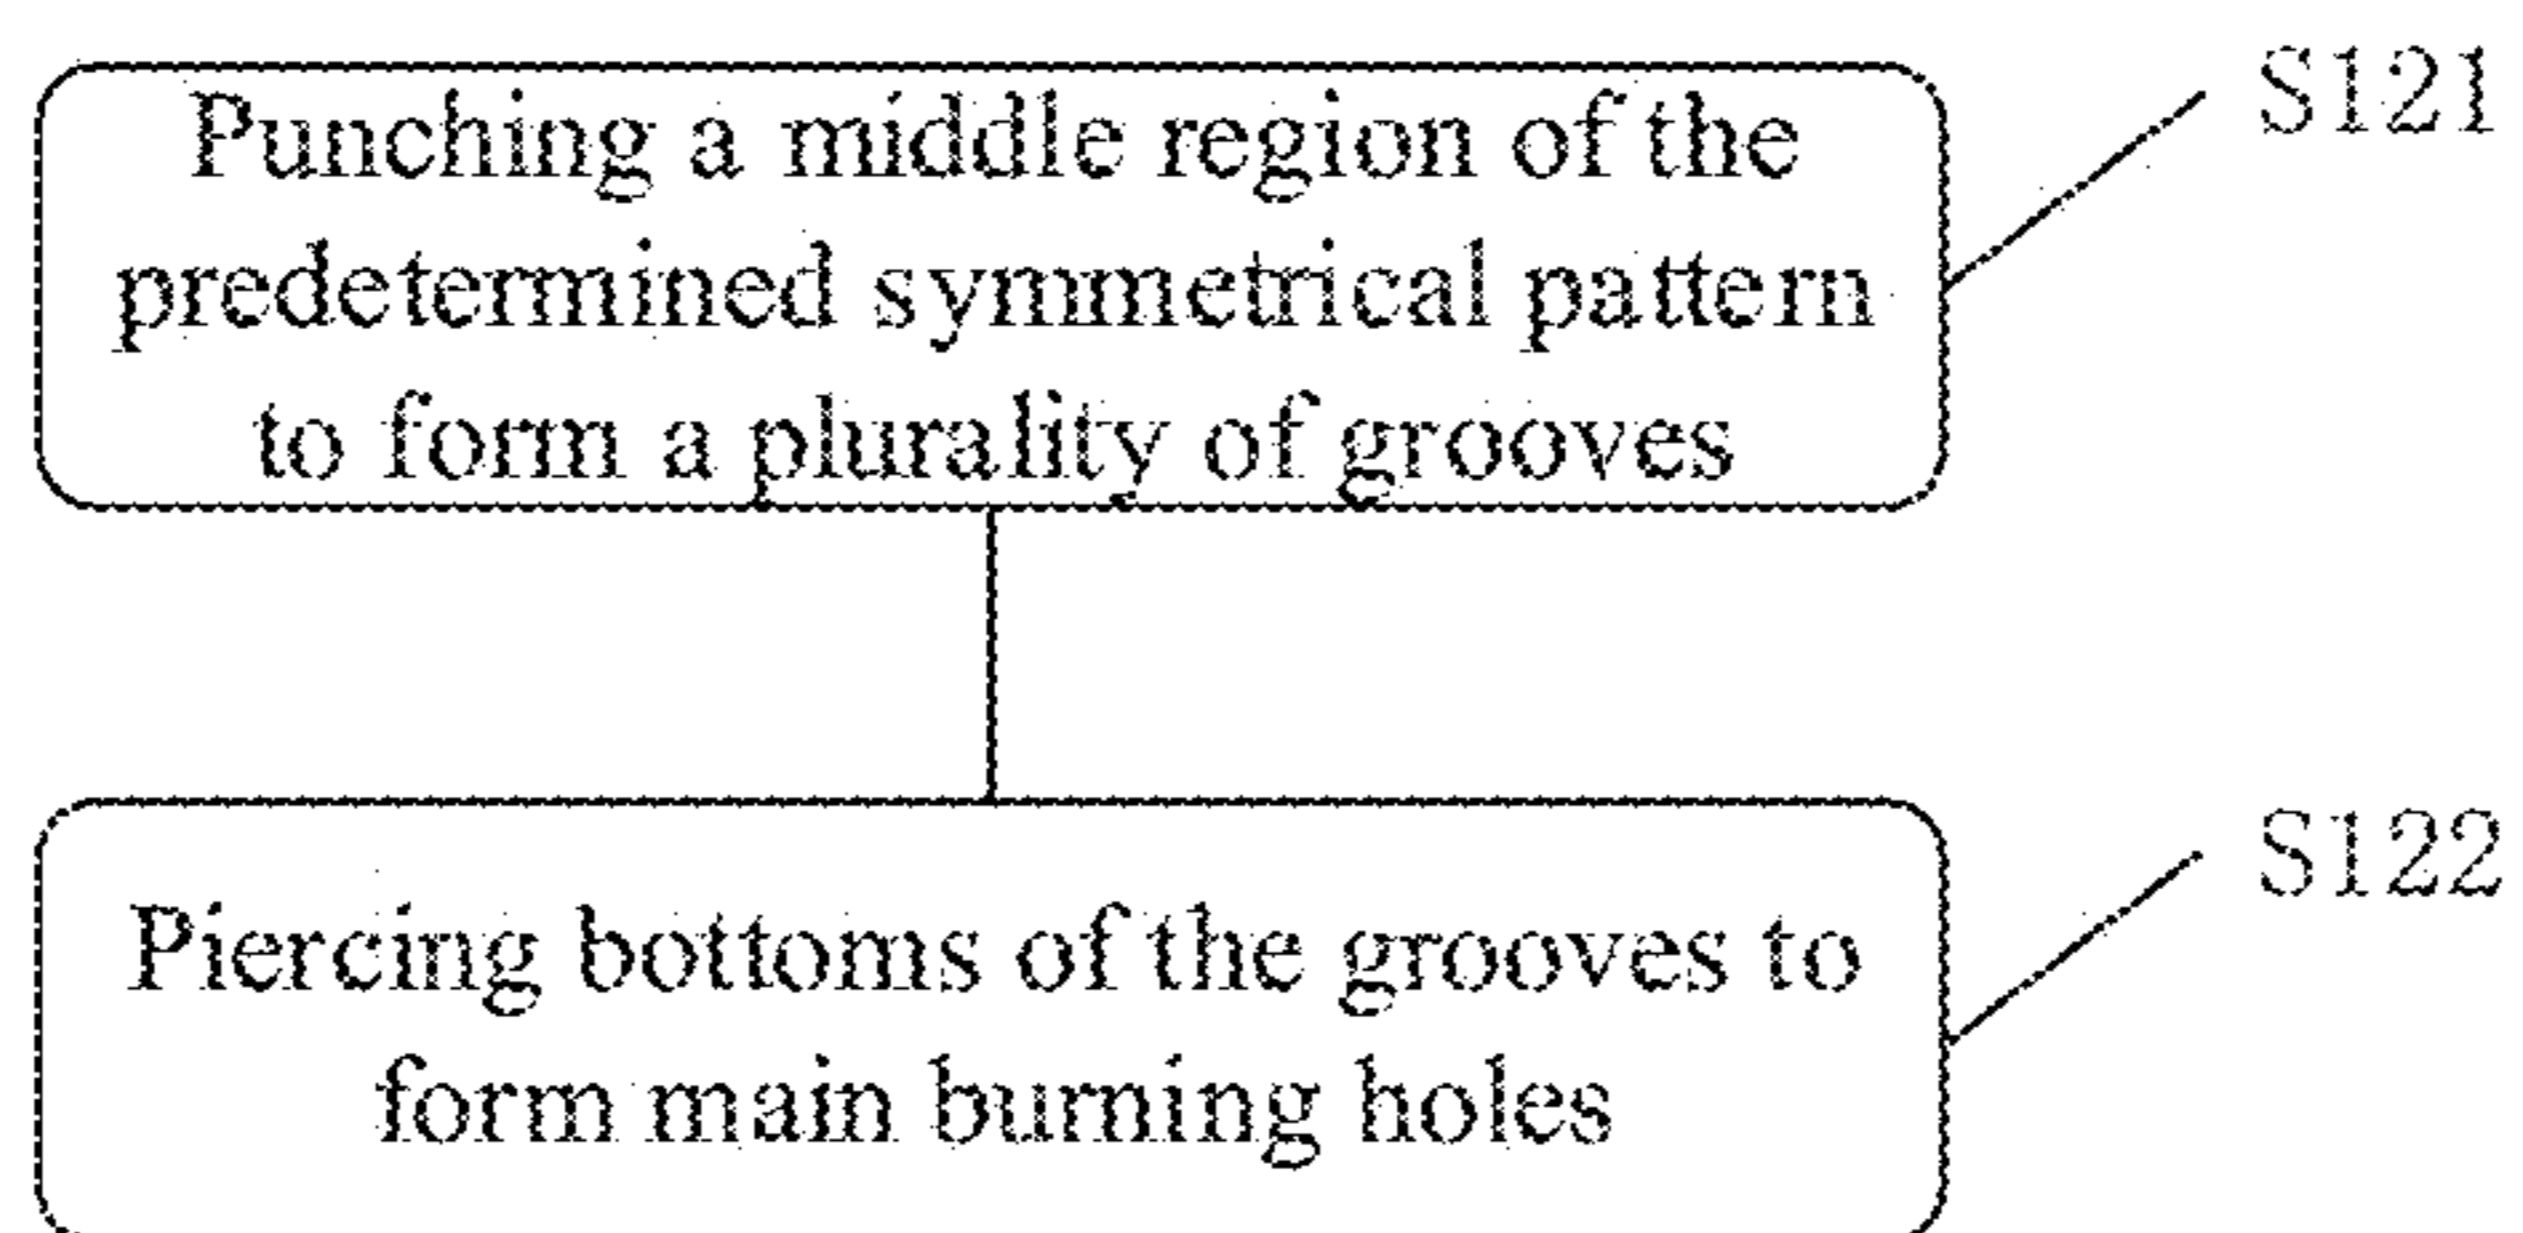 Punching a middle region of the
predetermined symmetrical pattern
to form a plurality of grooves
S121
Piercing bottoms of the grooves to
form main burning holes
S122